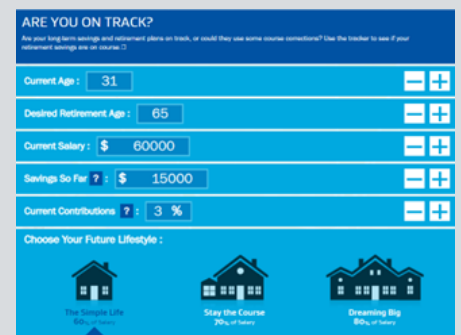 ARE YOU ON TRACK?
Are your long-term savings and retirement plans on track, or could they use some course corrections? Use the tracker to see if your
retirement savings are on course.
Current Age : 31
Desired Retirement Age : 65
Current Salary : $ 60000
Savings So Far ? : $ 15000
Current Contributions ? : 3 %
Choose Your Future Lifestyle :
The Simple Life Stay the Course Dreaming Big
60% of Salary 70% of Salary 80% of Salary